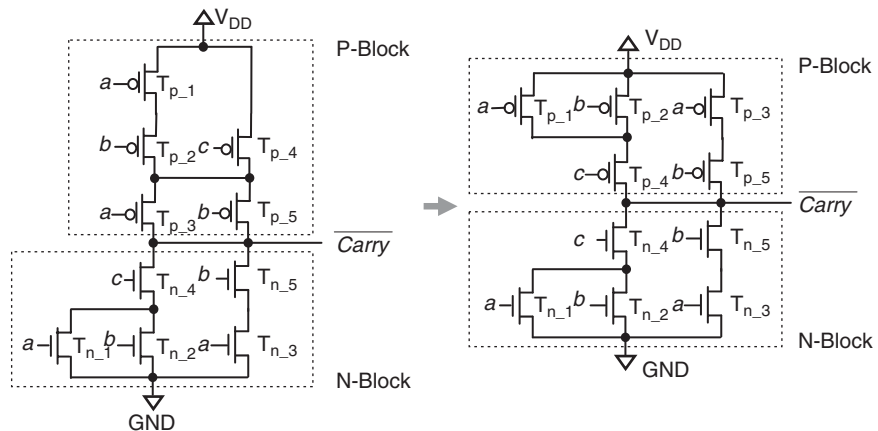 V_DD
P-Block
a
T_p_1
b
T_p_2
c
T_p_4
a
T_p_3
b
T_p_5
Carry
c
T_n_4
b
T_n_5
a
T_n_1
b
T_n_2
a
T_n_3
N-Block
GND
V_DD
P-Block
a
T_p_1
b
T_p_2
a
T_p_3
c
T_p_4
b
T_p_5
Carry
c
T_n_4
b
T_n_5
a
T_n_1
b
T_n_2
a
T_n_3
N-Block
GND